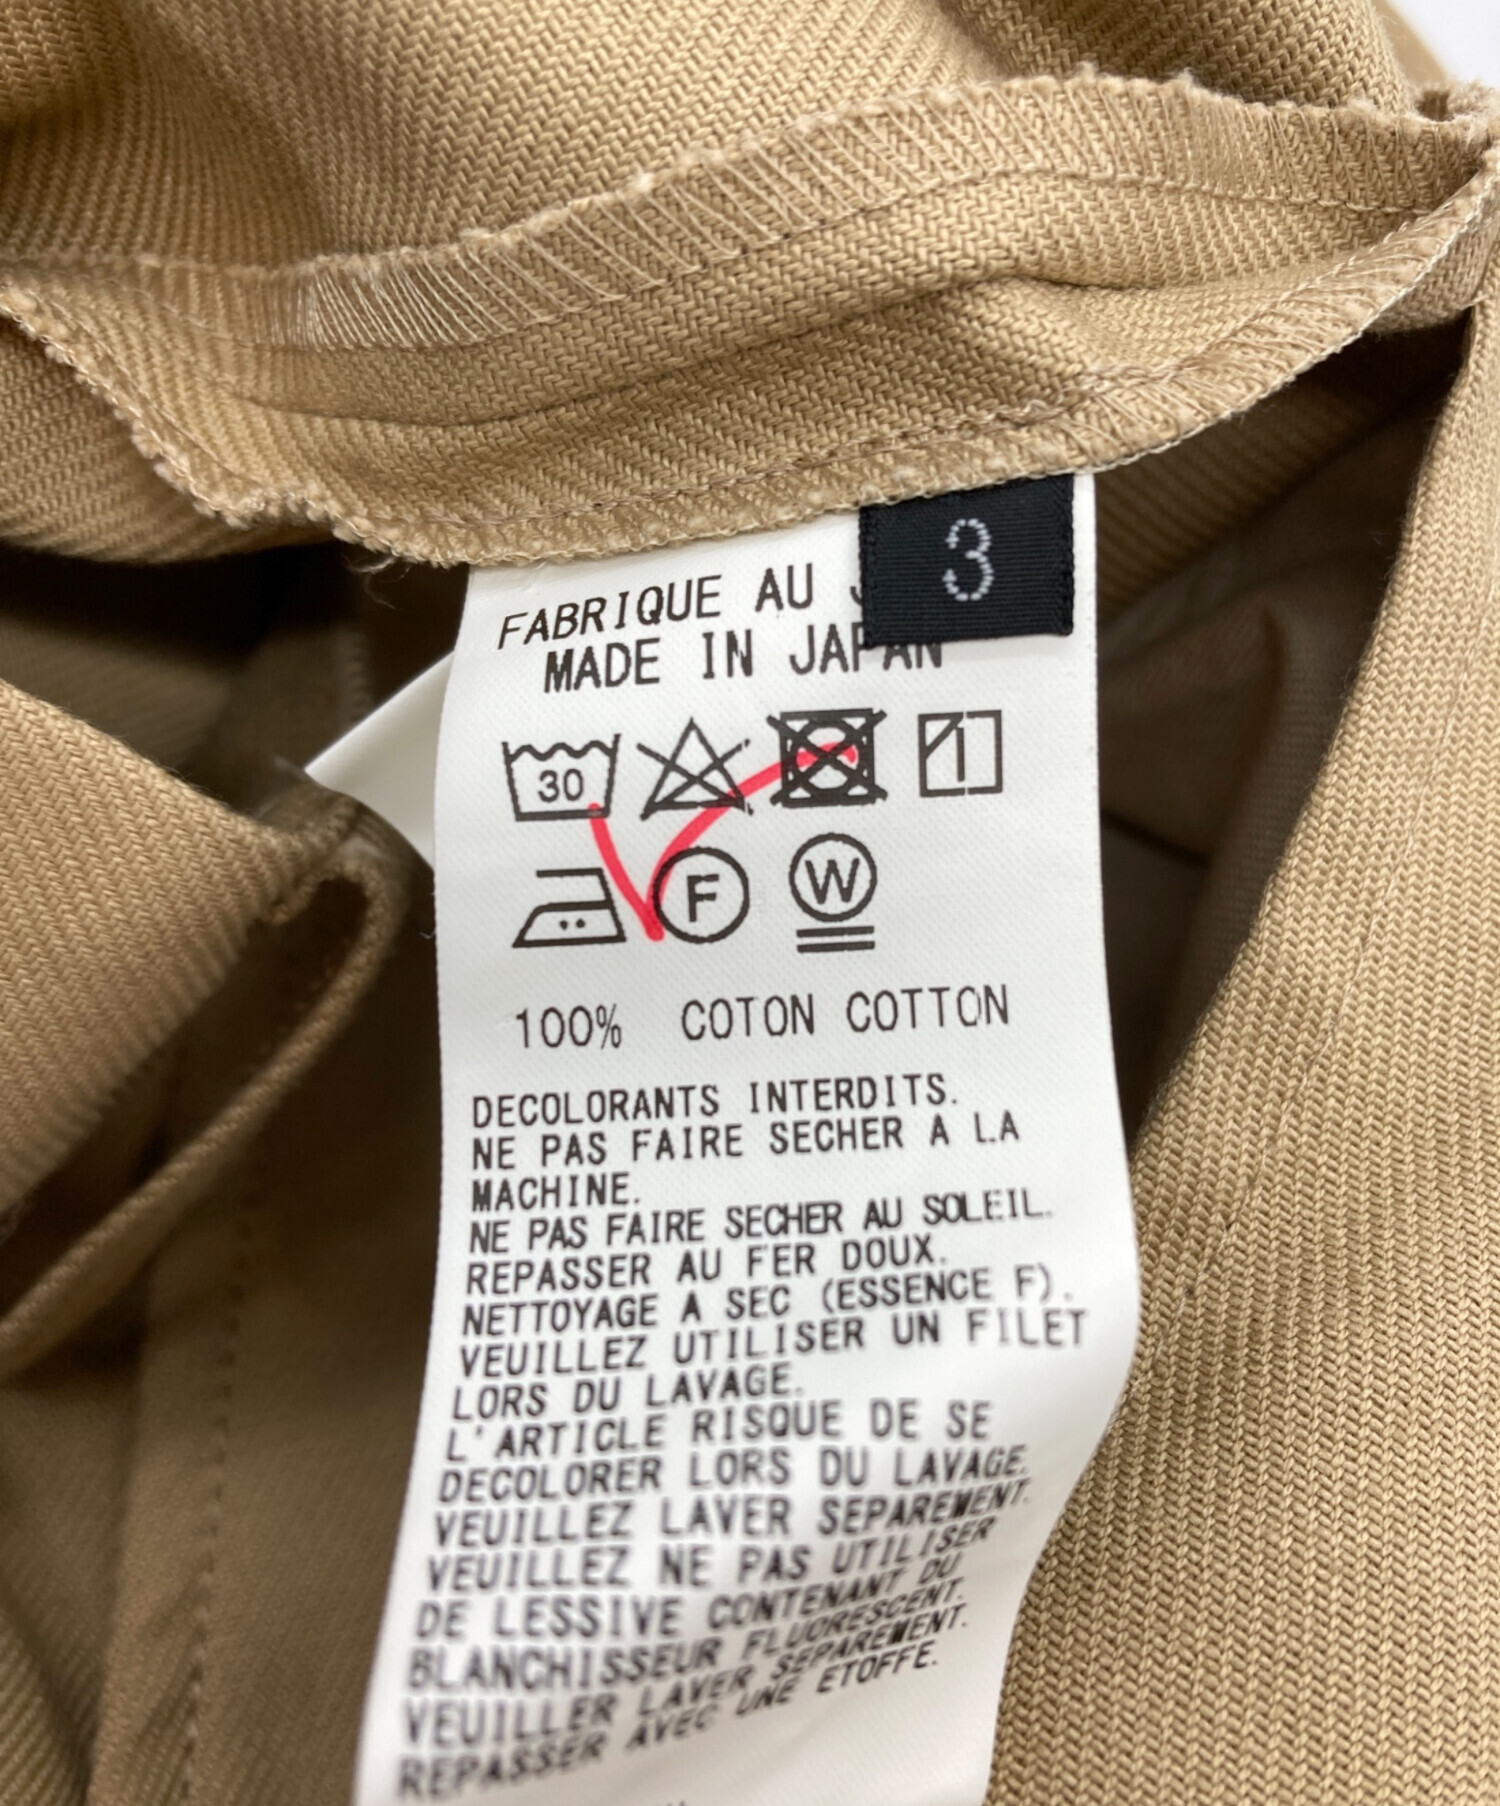 3
FABRIQUE AU
MADE IN JAPAN
30
F W
100% COTON COTTON
DECOLORANTS INTERDITS.
NE PAS FAIRE SECHER A LA
MACHINE.
NE PAS FAIRE SECHER AU SOLEIL.
REPASSER AU FER DOUX.
NETTOYAGE A SEC (ESSENCE F).
VEUILLEZ UTILISER UN FILET
LORS DU LAVAGE.
L'ARTICLE RISQUE DE SE
DECOLORER LORS DU LAVAGE.
VEUILLEZ LAVER SEPAREMENT.
VEUILLEZ NE PAS UTILISER
DE LESSIVE CONTENANT DU
BLANCHISSEUR FLUORESCENT.
VEUILLER LAVER SEPAREMENT.
REPASSER AVEC UNE ETOFFE.